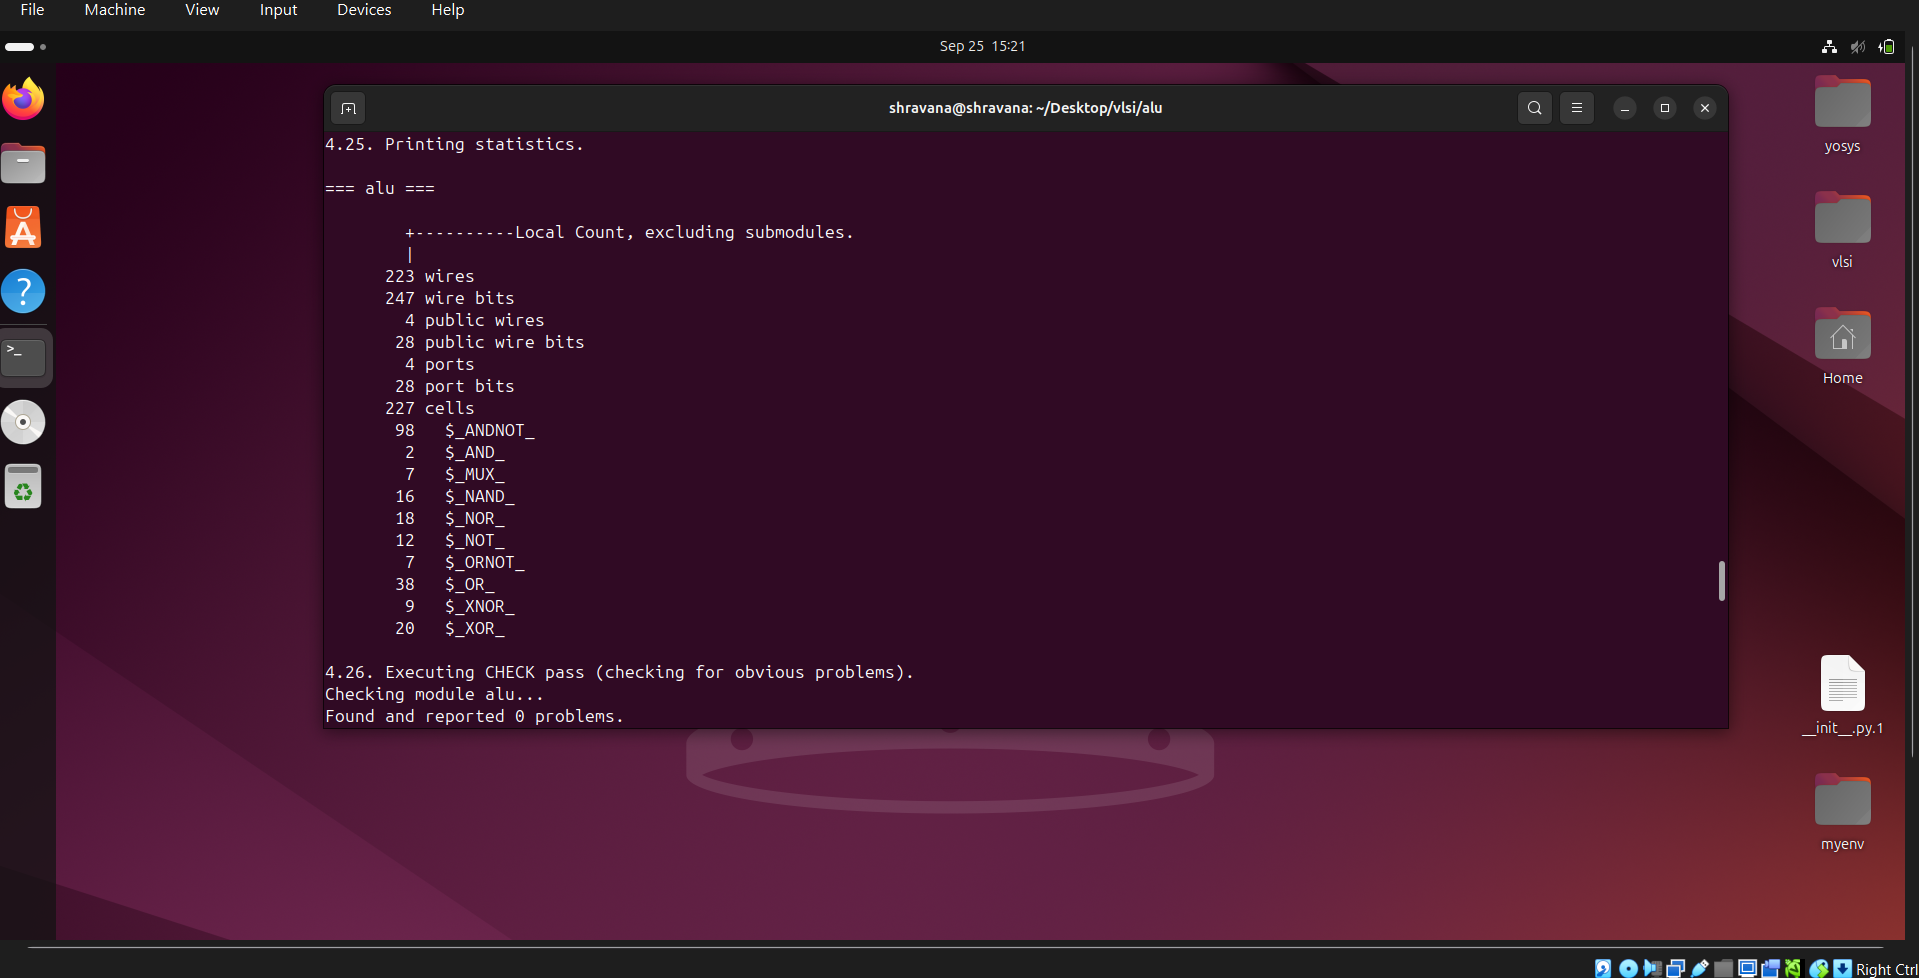 File Machine View Input Devices Help
Sep 25 15:21
shravana@shravana: ~/Desktop/vlsi/alu
4.25. Printing statistics.
=== alu ===
+----------Local Count, excluding submodules.
|
223 wires
247 wire bits
4 public wires
28 public wire bits
4 ports
28 port bits
227 cells
98 $_ANDNOT_
2 $_AND_
7 $_MUX_
16 $_NAND_
18 $_NOR_
12 $_NOT_
7 $_ORNOT_
38 $_OR_
9 $_XNOR_
20 $_XOR_
4.26. Executing CHECK pass (checking for obvious problems).
Checking module alu...
Found and reported 0 problems.
yosys
vlsi
Home
__init__.py.1
myenv
Right Ctrl